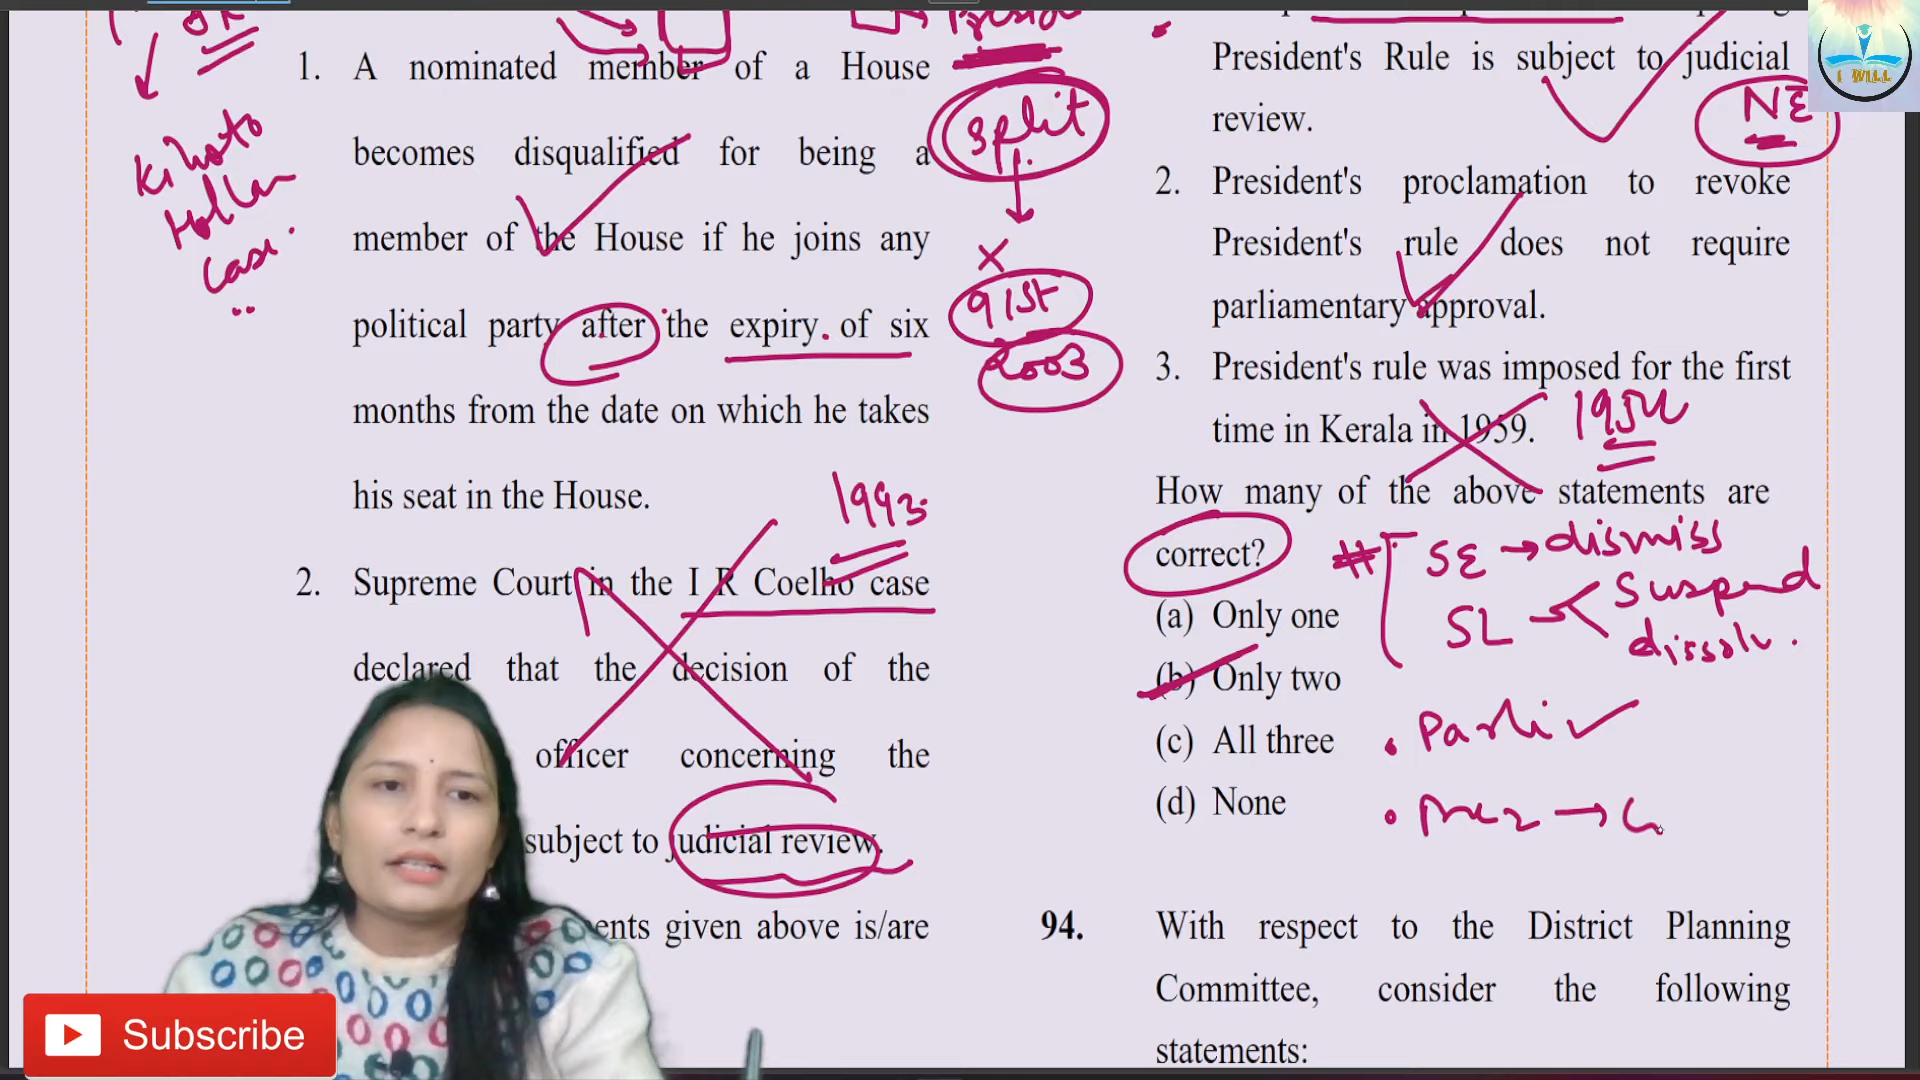 1. A nominated member of a House
becomes disqualified for being a
member of the House if he joins any
political party after the expiry of six
months from the date on which he takes
his seat in the House.
2. Supreme Court in the I R Coelho case
declared that the decision of the
officer concerning the
subject to judicial review.
ents given above is/are
Kihoto
Hollan
case.
split
91st
2003
1993
President's Rule is subject to judicial
review.
2. President's proclamation to revoke
President's rule does not require
parliamentary approval.
3. President's rule was imposed for the first
time in Kerala in 1959.
How many of the above statements are
correct?
(a) Only one
(b) Only two
(c) All three
(d) None
NE
SE → dismiss
SL suspend
dissolv.
• Parli
94. With respect to the District Planning
Committee, consider the following
statements:
I WILL
Subscribe